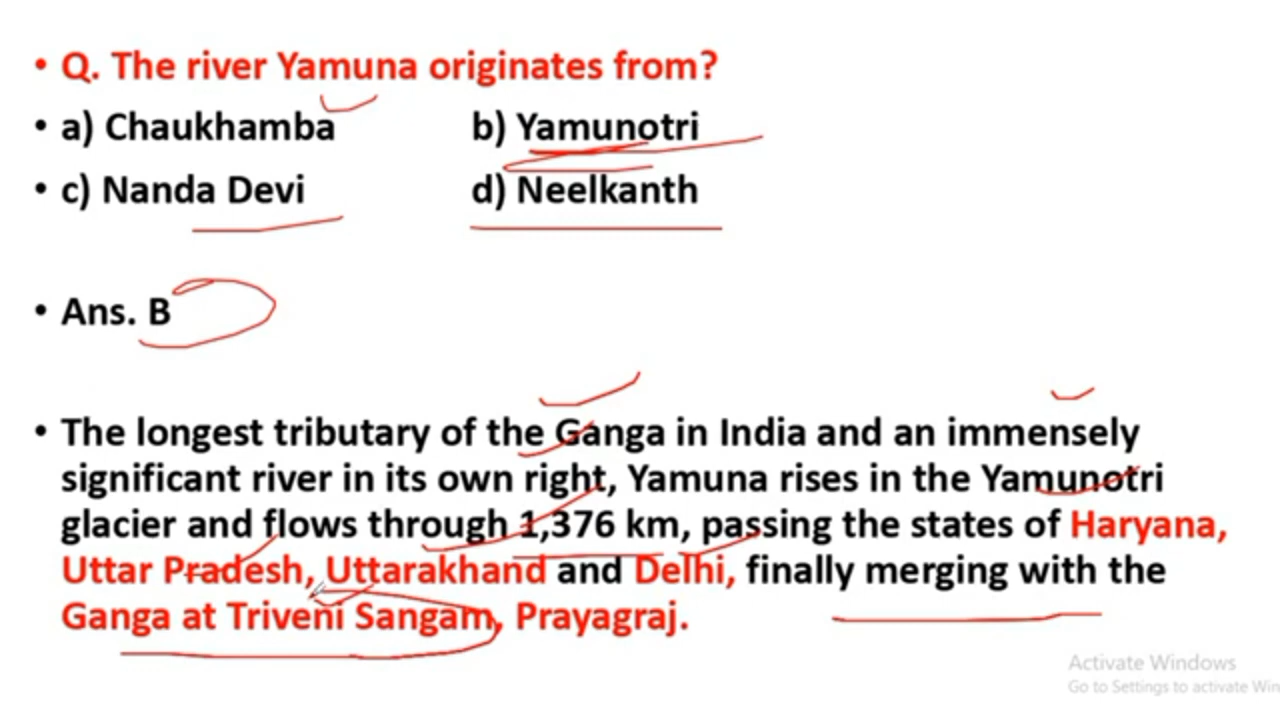 • Q. The river Yamuna originates from?
• a) Chaukhamba b) Yamunotri
• c) Nanda Devi d) Neelkanth
• Ans. B
• The longest tributary of the Ganga in India and an immensely
significant river in its own right, Yamuna rises in the Yamunotri
glacier and flows through 1,376 km, passing the states of Haryana,
Uttar Pradesh, Uttarakhand and Delhi, finally merging with the
Ganga at Triveni Sangam, Prayagraj.
Activate Windows
Go to Settings to activate Win